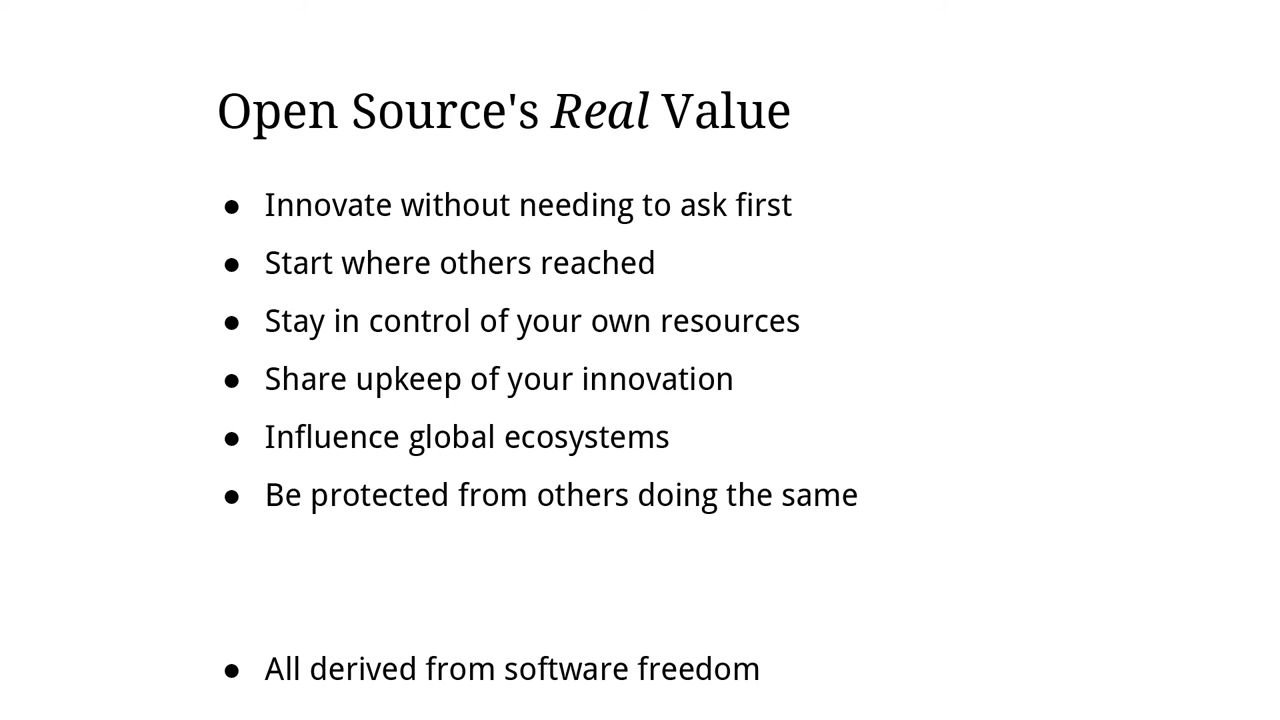 Open Source's Real Value
● Innovate without needing to ask first
● Start where others reached
● Stay in control of your own resources
● Share upkeep of your innovation
● Influence global ecosystems
● Be protected from others doing the same
● All derived from software freedom